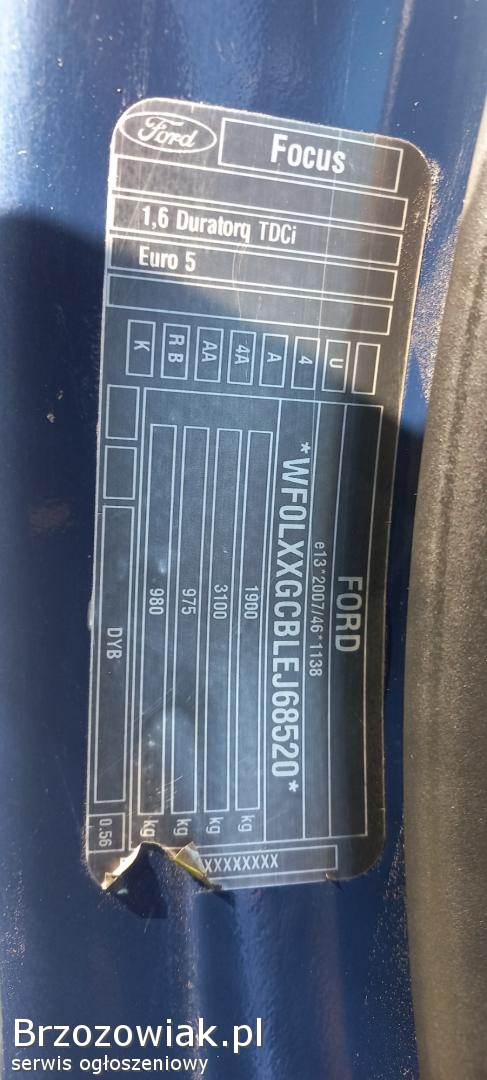 Ford
Focus
1,6 Duratorq TDCi
Euro 5
U
4
A
4A
AA
R B
K
FORD
e13*2007/46*1138
*WF0LXXGCBLEJ68520*
1900 kg
3100 kg
975 kg
980 kg
DYB
0.56
XXXXXXXX
Brzozowiak.pl
serwis ogłoszeniowy